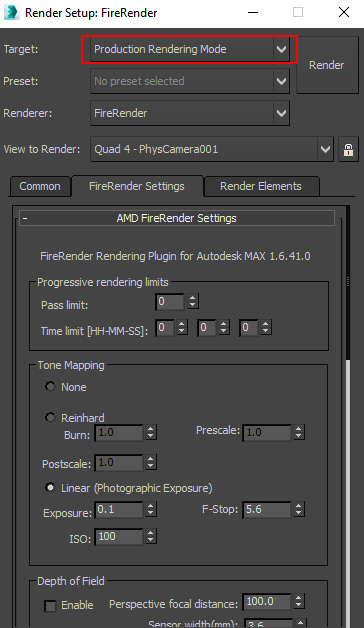 Render Setup: FireRender
Target: Production Rendering Mode
Render
Preset: No preset selected
Renderer: FireRender
View to Render: Quad 4 - PhysCamera001
Common FireRender Settings Render Elements
- AMD FireRender Settings
FireRender Rendering Plugin for Autodesk MAX 1.6.41.0
Progressive rendering limits
Pass limit: 0
Time limit [HH-MM-SS]: 0 0 0
Tone Mapping
None
Reinhard
Burn: 1.0 Prescale: 1.0
Postscale: 1.0
Linear (Photographic Exposure)
Exposure: 0.1 F-Stop: 5.6
ISO: 100
Depth of Field
Enable Perspective focal distance: 100.0
Sensor width(mm): 3.6